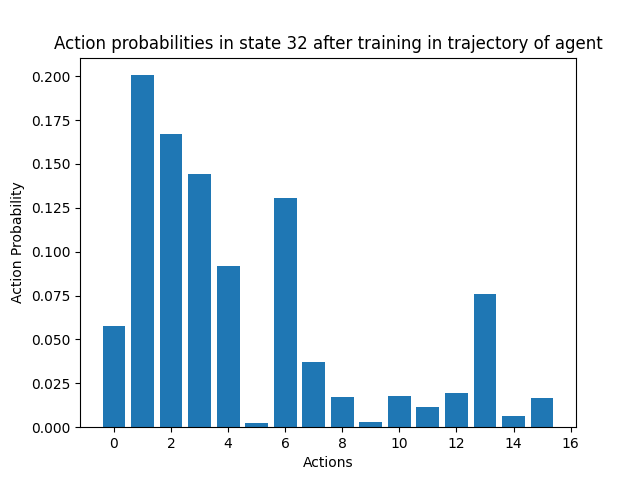 Action probabilities in state 32 after training in trajectory of agent
0.200
0.175
0.150
0.125
0.100
0.075
0.050
0.025
0.000
Action Probability
0 2 4 6 8 10 12 14 16
Actions